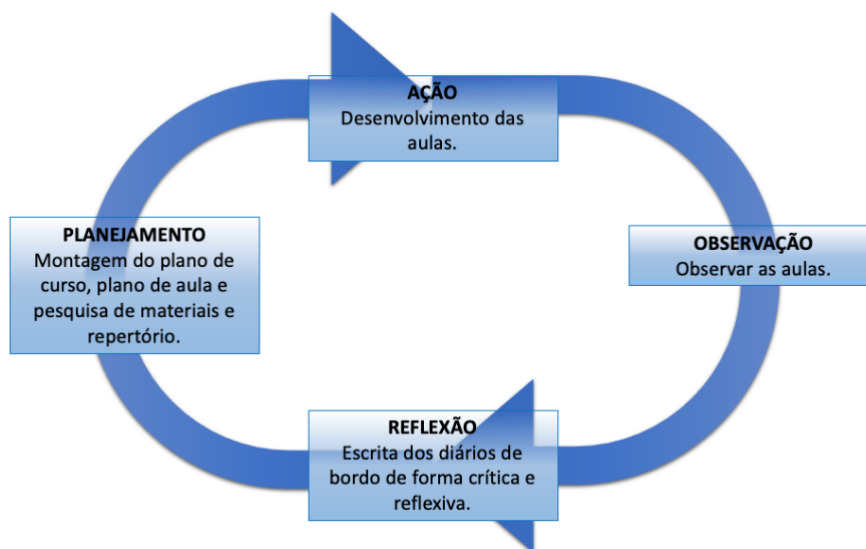 AÇÃO
Desenvolvimento das
aulas.
PLANEJAMENTO
Montagem do plano de
curso, plano de aula e
pesquisa de materiais e
repertório.
OBSERVAÇÃO
Observar as aulas.
REFLEXÃO
Escrita dos diários de
bordo de forma crítica e
reflexiva.